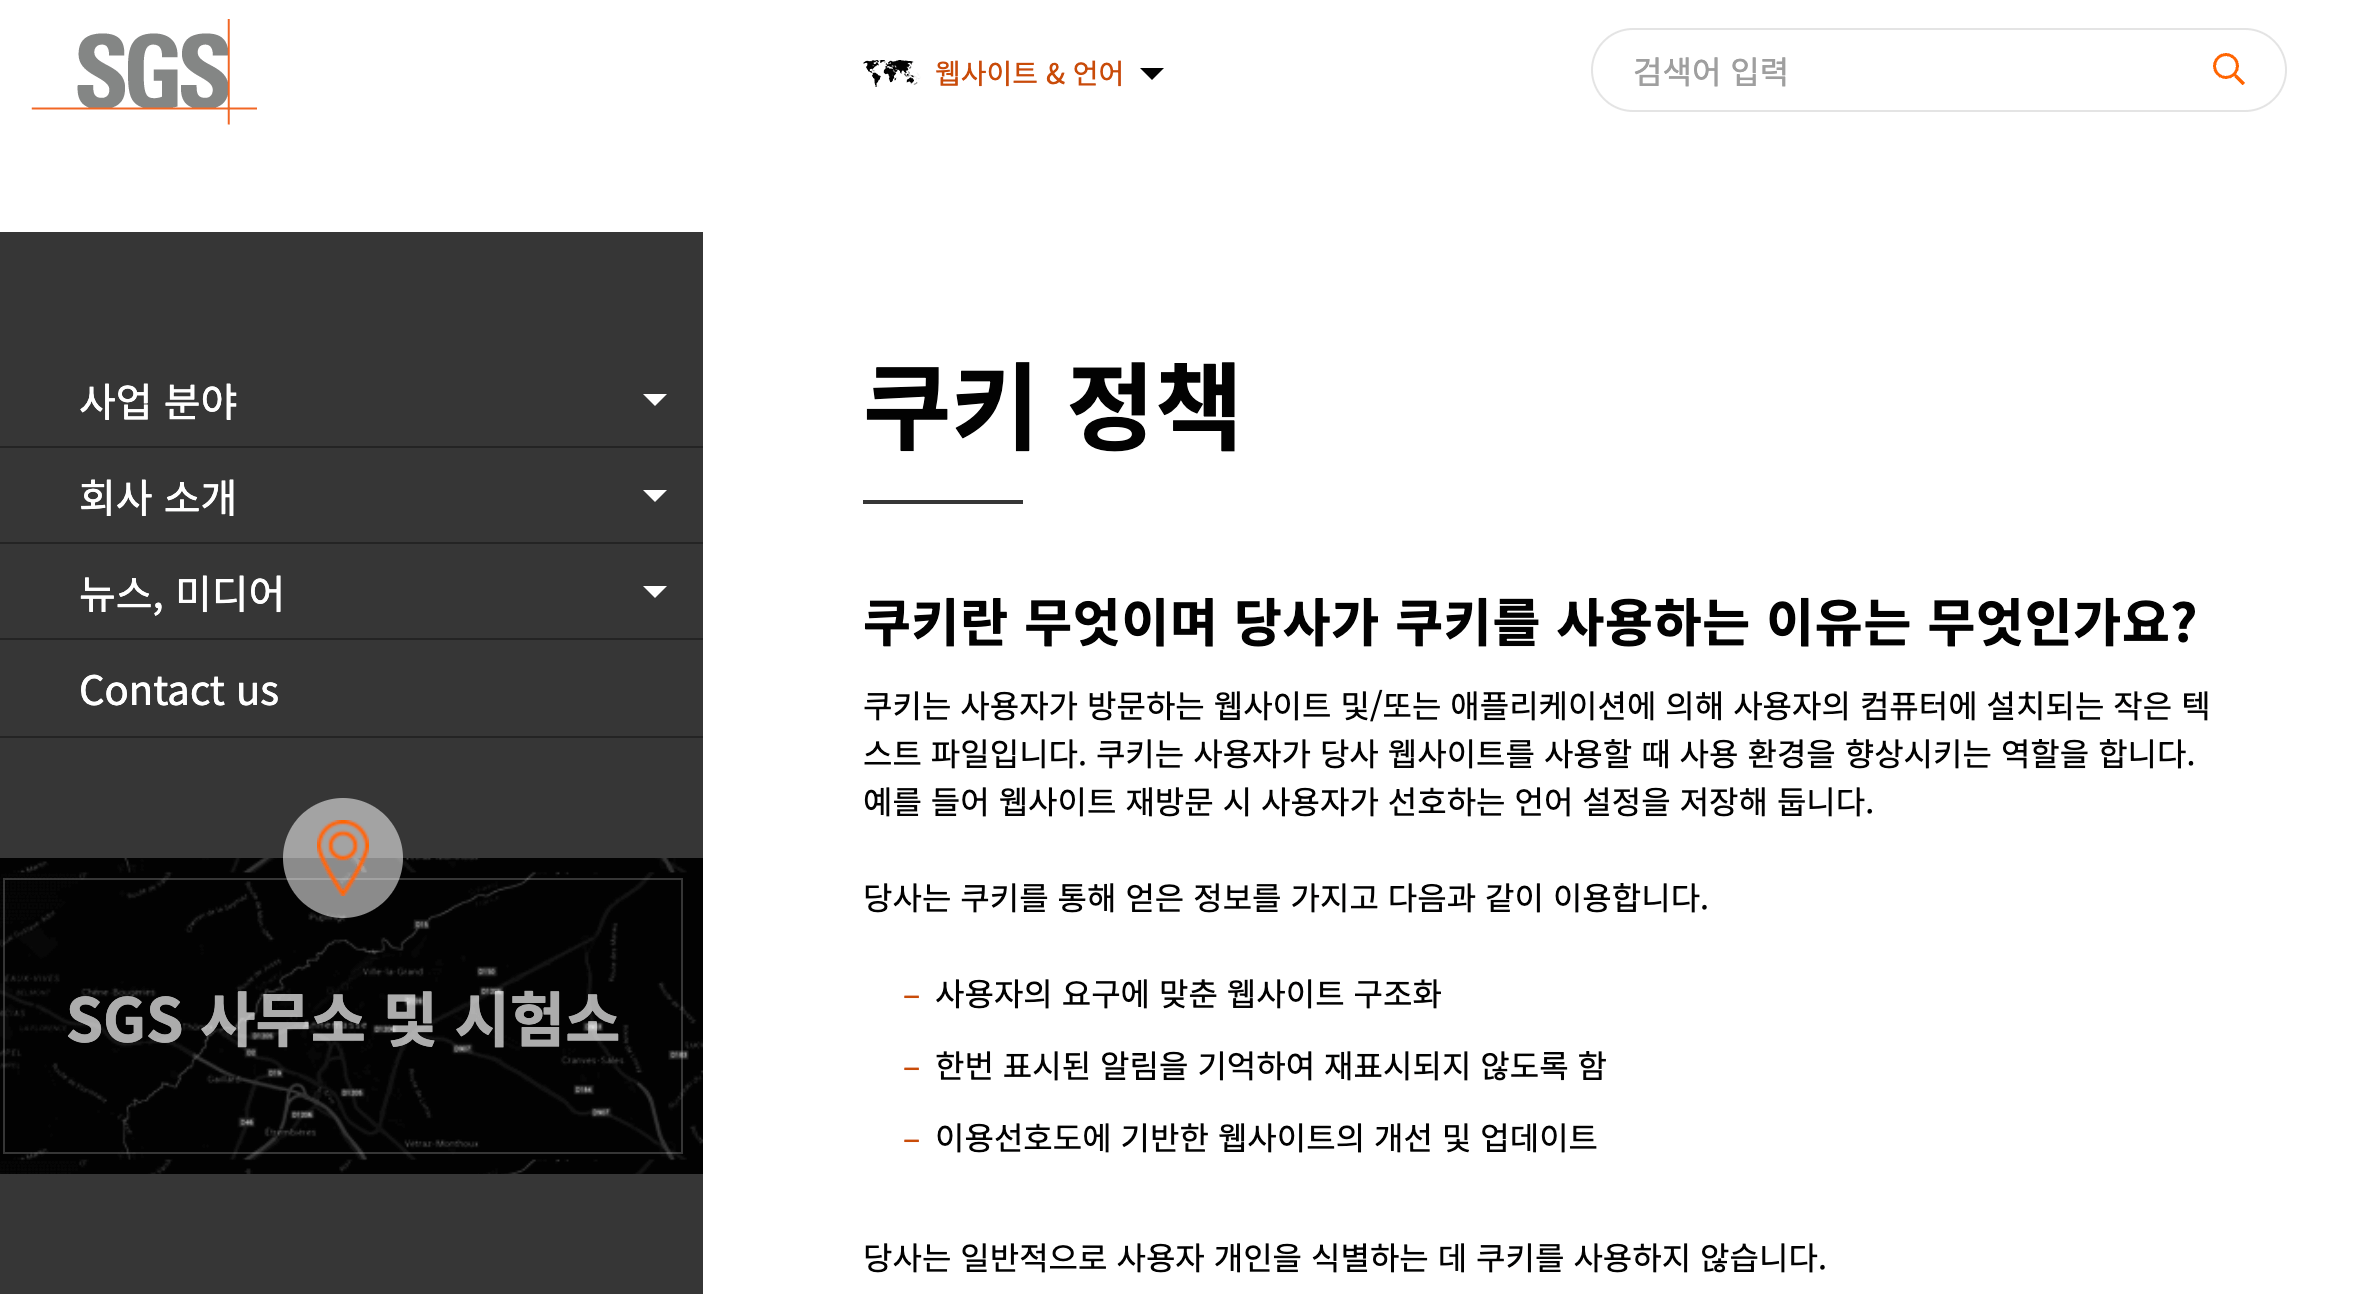 SGS
웹사이트 & 언어
검색어 입력
사업 분야
회사 소개
뉴스, 미디어
Contact us
SGS 사무소 및 시험소
쿠키 정책
쿠키란 무엇이며 당사가 쿠키를 사용하는 이유는 무엇인가요?
쿠키는 사용자가 방문하는 웹사이트 및/또는 애플리케이션에 의해 사용자의 컴퓨터에 설치되는 작은 텍
스트 파일입니다. 쿠키는 사용자가 당사 웹사이트를 사용할 때 사용 환경을 향상시키는 역할을 합니다.
예를 들어 웹사이트 재방문 시 사용자가 선호하는 언어 설정을 저장해 둡니다.
당사는 쿠키를 통해 얻은 정보를 가지고 다음과 같이 이용합니다.
– 사용자의 요구에 맞춘 웹사이트 구조화
– 한번 표시된 알림을 기억하여 재표시되지 않도록 함
– 이용선호도에 기반한 웹사이트의 개선 및 업데이트
당사는 일반적으로 사용자 개인을 식별하는 데 쿠키를 사용하지 않습니다.